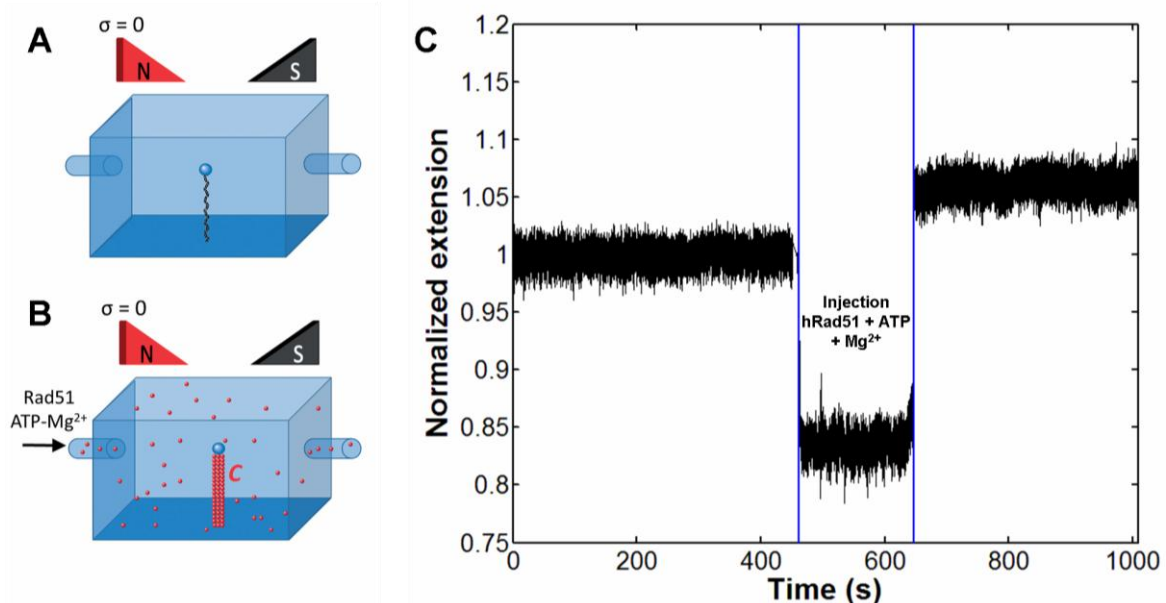 A
σ = 0
N
S
B
σ = 0
N
S
Rad51
ATP-Mg²⁺
C
C
Normalized extension
1.2
1.15
1.1
1.05
1
0.95
0.9
0.85
0.8
0.75
Injection
hRad51 + ATP
+ Mg²⁺
0
200
400
600
800
1000
Time (s)